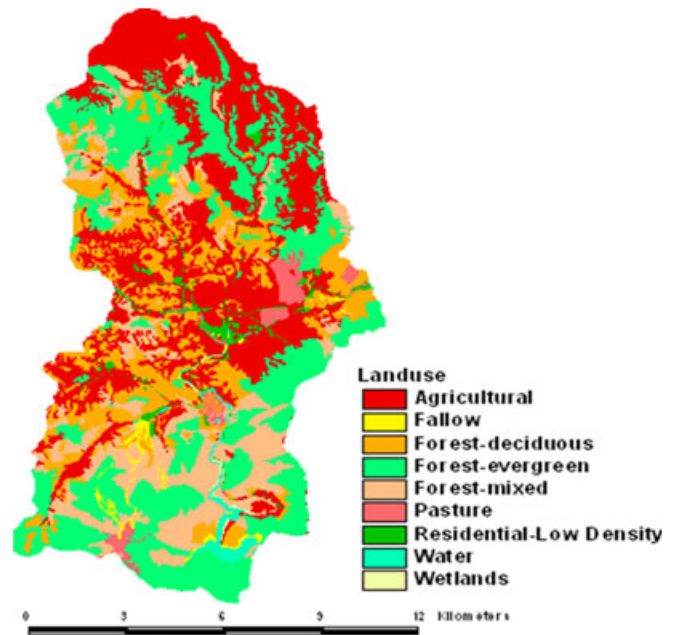 Landuse
Agricultural
Fallow
Forest-deciduous
Forest-evergreen
Forest-mixed
Pasture
Residential-Low Density
Water
Wetlands
0 3 6 9 12 Kilometers